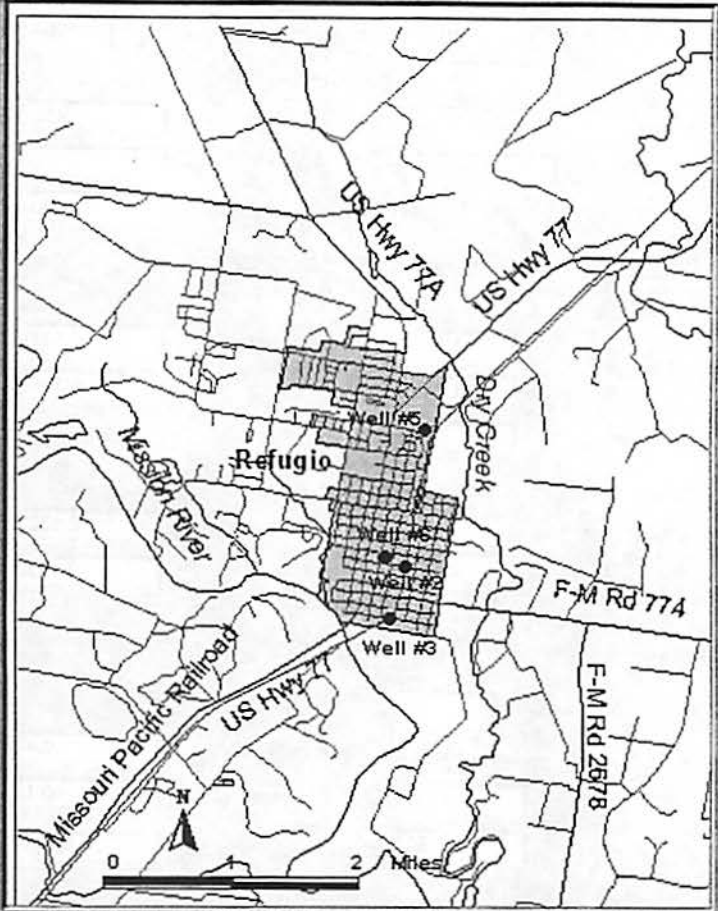 US Hwy 77A
US Hwy 77
Dry Creek
Well #5
Refugio
Mission River
Well #6
Well #2
F-M Rd 774
Well #3
Missouri Pacific Railroad
US Hwy 77
F-M Rd 2678
N
0 1 2 Miles